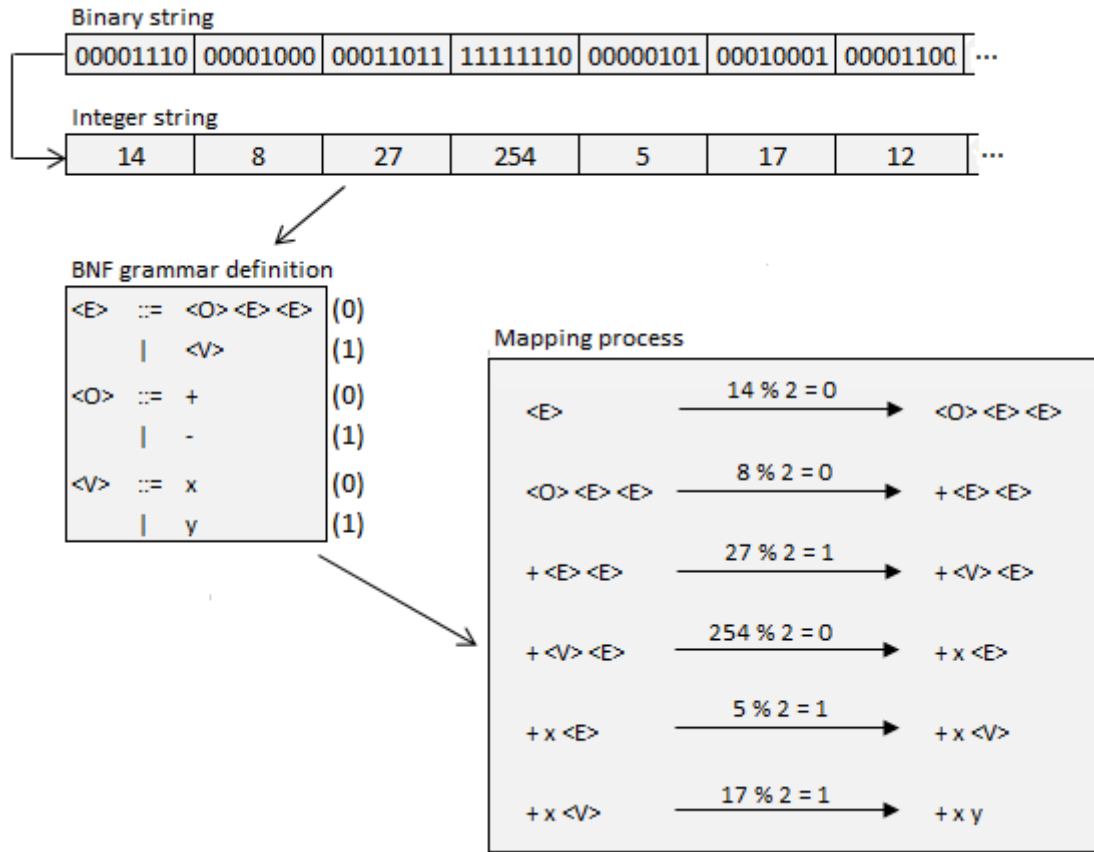 Binary string
00001110 00001000 00011011 11111110 00000101 00010001 00001100 ...
Integer string
14 8 27 254 5 17 12 ...
BNF grammar definition
<E> ::= <O> <E> <E> (0)
| <V> (1)
<O> ::= + (0)
| - (1)
<V> ::= x (0)
| y (1)
Mapping process
14 % 2 = 0
<E> <O> <E> <E>
8 % 2 = 0
<O> <E> <E> + <E> <E>
27 % 2 = 1
+ <E> <E> + <V> <E>
254 % 2 = 0
+ <V> <E> + x <E>
5 % 2 = 1
+ x <E> + x <V>
17 % 2 = 1
+ x <V> + x y